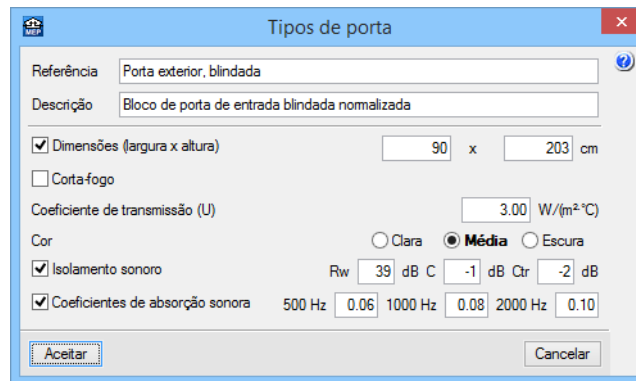 MEP Tipos de porta ×
Referência Porta exterior, blindada ?
Descrição Bloco de porta de entrada blindada normalizada
Dimensões (largura x altura) 90 x 203 cm
Corta-fogo
Coeficiente de transmissão (U) 3.00 W/(m²·°C)
Cor Clara Média Escura
Isolamento sonoro Rw 39 dB C -1 dB Ctr -2 dB
Coeficientes de absorção sonora 500 Hz 0.06 1000 Hz 0.08 2000 Hz 0.10
Aceitar Cancelar